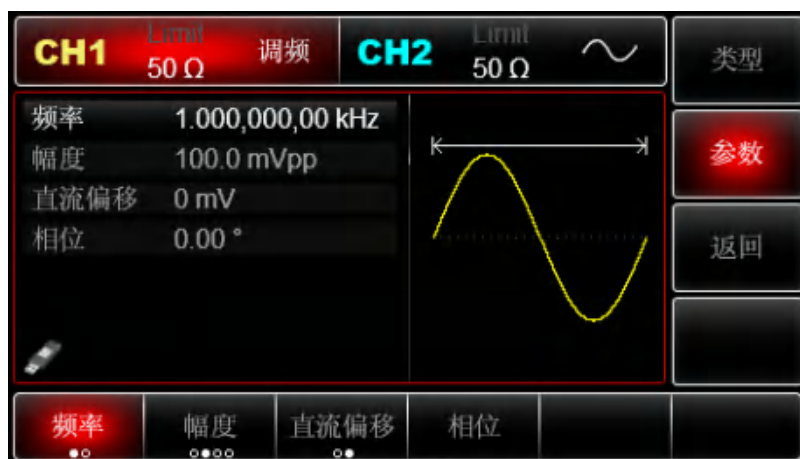 CH1 Limit 50 Ω 调频 CH2 Limit 50 Ω
类型
频率 1.000,000,00 kHz
幅度 100.0 mVpp
直流偏移 0 mV
相位 0.00 °
参数
返回
频率 幅度 直流偏移 相位